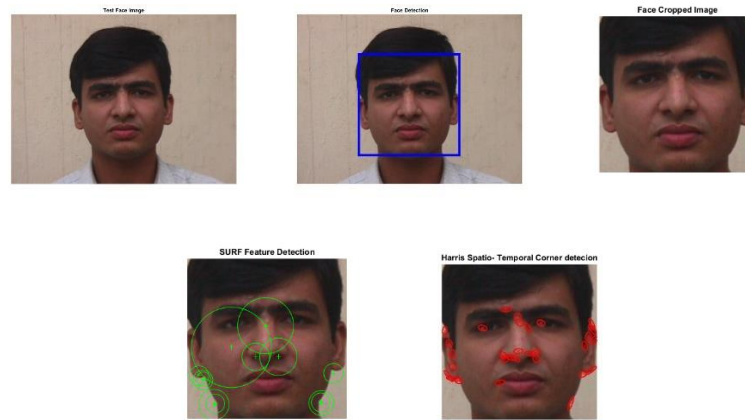 Test Face Image
Face Detection
Face Cropped Image
SURF Feature Detection
Harris Spatio- Temporal Corner detecion